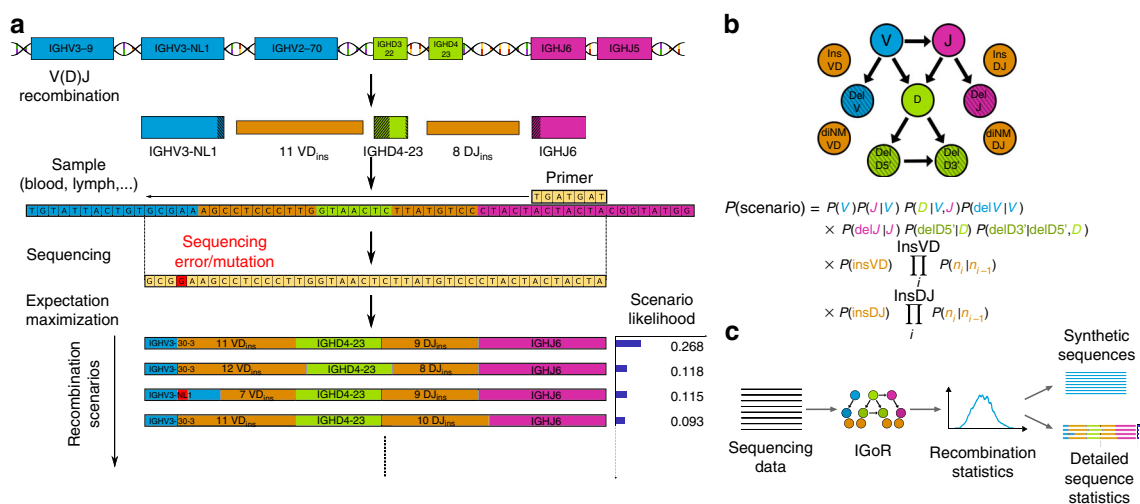 a
IGHV3–9 IGHV3-NL1 IGHV2–70 IGHD3 22 IGHD4 23 IGHJ6 IGHJ5
V(D)J
recombination
IGHV3-NL1 11 VDins IGHD4-23 8 DJins IGHJ6
Sample
(blood, lymph,...)
Primer
TGATGAT
TGTATTACTGTGCGAAAGCCTCCCTTGGTAACTCTTATGTCCCTACTACTACTACGGTATGG
Sequencing
Sequencing
error/mutation
GCGCAAGCCTCCCTTGGTAACTCTTATGTCCCTACTACTACTA
Expectation
maximization
Scenario
likelihood
Recombination
scenarios
IGHV3-30-3 11 VDins IGHD4-23 9 DJins IGHJ6 0.268
IGHV3-30-3 12 VDins IGHD4-23 8 DJins IGHJ6 0.118
IGHV3-NL1 7 VDins IGHD4-23 9 DJins IGHJ6 0.115
IGHV3-30-3 11 VDins IGHD4-23 10 DJins IGHJ6 0.093
b
V J
Ins VD
Ins DJ
Del V
D
Del J
diNM VD
diNM DJ
Del D5'
Del D3'
P(scenario) = P(V)P(J|V) P(D|V,J)P(delV|V)
× P(delJ|J) P(delD5'|D) P(delD3'|delD5',D)
× P(insVD) InsVD ∏ i P(ni|ni−1)
× P(insDJ) InsDJ ∏ i P(ni|ni−1)
c
Sequencing
data
IGoR
Recombination
statistics
Synthetic
sequences
Detailed
sequence
statistics